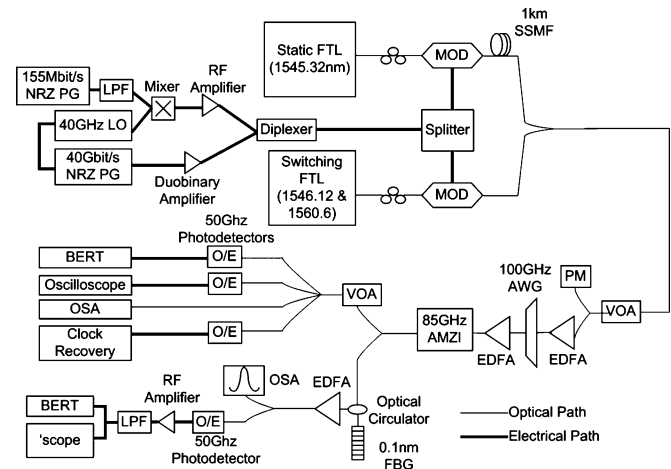 1km
SSMF
Static FTL
(1545.32nm)
MOD
155Mbit/s
NRZ PG
LPF
Mixer
RF
Amplifier
40GHz LO
Diplexer
Splitter
40Gbit/s
NRZ PG
Duobinary
Amplifier
Switching
FTL
(1546.12 &
1560.6)
MOD
50Ghz
Photodetectors
BERT
O/E
Oscilloscope
O/E
OSA
Clock
Recovery
O/E
VOA
85GHz
AMZI
EDFA
100GHz
AWG
EDFA
PM
VOA
BERT
'scope
LPF
RF
Amplifier
O/E
50Ghz
Photodetector
OSA
EDFA
Optical
Circulator
0.1nm
FBG
Optical Path
Electrical Path